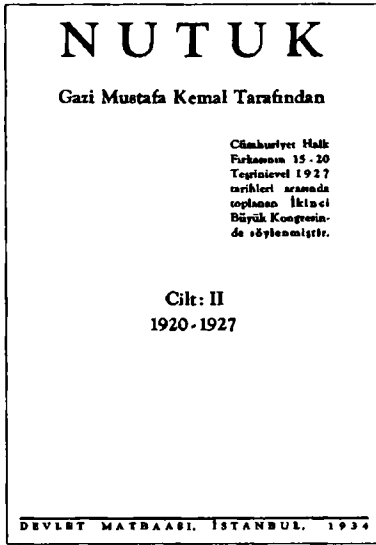 NUTUK
Gazi Mustafa Kemal Tarafından
Cümhuriyet Halk
Fırkasının 15-20
Teşrinievel 1927
tarihleri arasında
toplanan İkinci
Büyük Kongresin-
de söylenmiştir.
Cilt: II
1920-1927
DEVLET MATBAASI, İSTANBUL, 1934